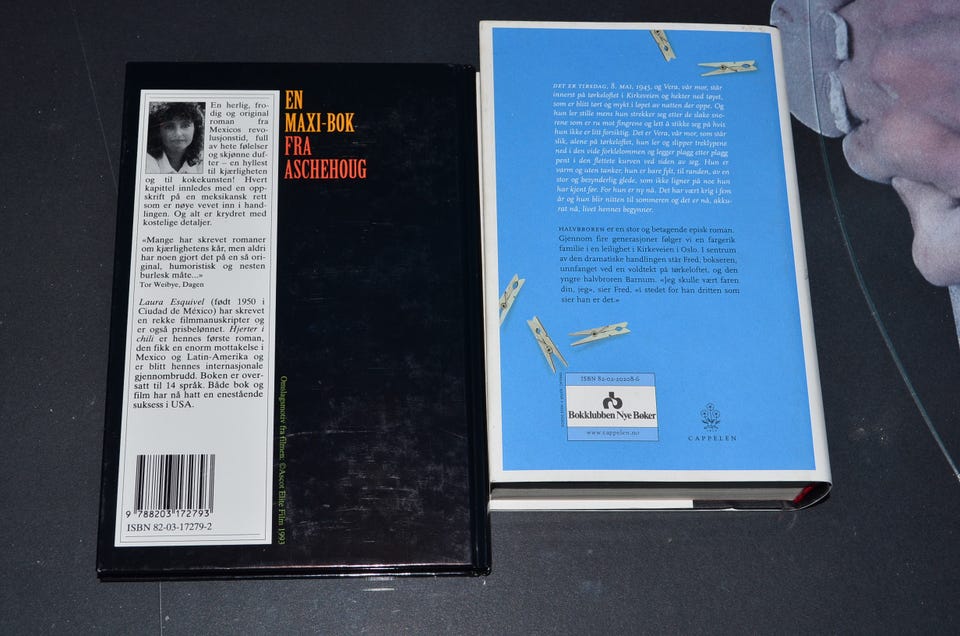 En herlig, fro-
dig og original
roman fra
Mexicos revo-
lusjonstid, full
av hete følelser
og skjønne duf-
ter – en hyllest
til kjærligheten
og til kokekunsten! Hvert
kapittel innledes med en opp-
skrift på en meksikansk rett
som er nøye vevet inn i hand-
lingen. Og alt er krydret med
kostelige detaljer.
«Mange har skrevet romaner
om kjærlighetens kår, men aldri
har noen gjort det på en så ori-
ginal, humoristisk og nesten
burlesk måte...»
Tor Weibye, Dagen
Laura Esquivel (født 1950 i
Ciudad de México) har skrevet
en rekke filmmanuskripter og
er også prisbelønnet. Hjerter i
chili er hennes første roman,
den fikk en enorm mottakelse i
Mexico og Latin-Amerika og
er blitt hennes internasjonale
gjennombrudd. Boken er over-
satt til 14 språk. Både bok og
film har nå hatt en enestående
suksess i USA.
9 788203 172793
ISBN 82-03-17279-2
EN
MAXI-BOK
FRA
ASCHEHOUG
Omslagsmotiv fra filmen: ©Ascot Elite Film 1993
DET ER TIRSDAG, 8. MAI, 1945, og Vera, vår mor, står
innerst på tørkeloftet i Kirkeveien og hekter ned tøyet,
som er blitt tørt og mykt i løpet av natten der oppe. Og
hun ler stille mens hun strekker seg etter de slake sno-
rene som er ru mot fingrene og lett å stikke seg på hvis
hun ikke er litt forsiktig. Det er Vera, vår mor, som står
slik, alene på tørkeloftet, hun ler og slipper treklypene
ned i den vide forklelommen og legger plagg etter plagg
pent i den flettete kurven ved siden av seg. Hun er
varm og uten tanker, hun er bare fylt, til randen, av en
stor og besynderlig glede, som ikke ligner på noe hun
har kjent før. For hun er ny nå. Det har vært krig i fem
år og hun blir nitten til sommeren og det er nå, akku-
rat nå, livet hennes begynner.
HALVBROREN er en stor og betagende episk roman.
Gjennom fire generasjoner følger vi en fargerik
familie i en leilighet i Kirkeveien i Oslo. I sentrum
av den dramatiske handlingen står Fred, bokseren,
unnfanget ved en voldtekt på tørkeloftet, og den
yngre halvbroren Barnum. «Jeg skulle vært faren
din, jeg», sier Fred. «i stedet for han dritten som
sier han er det.»
ISBN 82-02-20208-6
Bokklubben Nye Bøker
www.cappelen.no
CAPPELEN